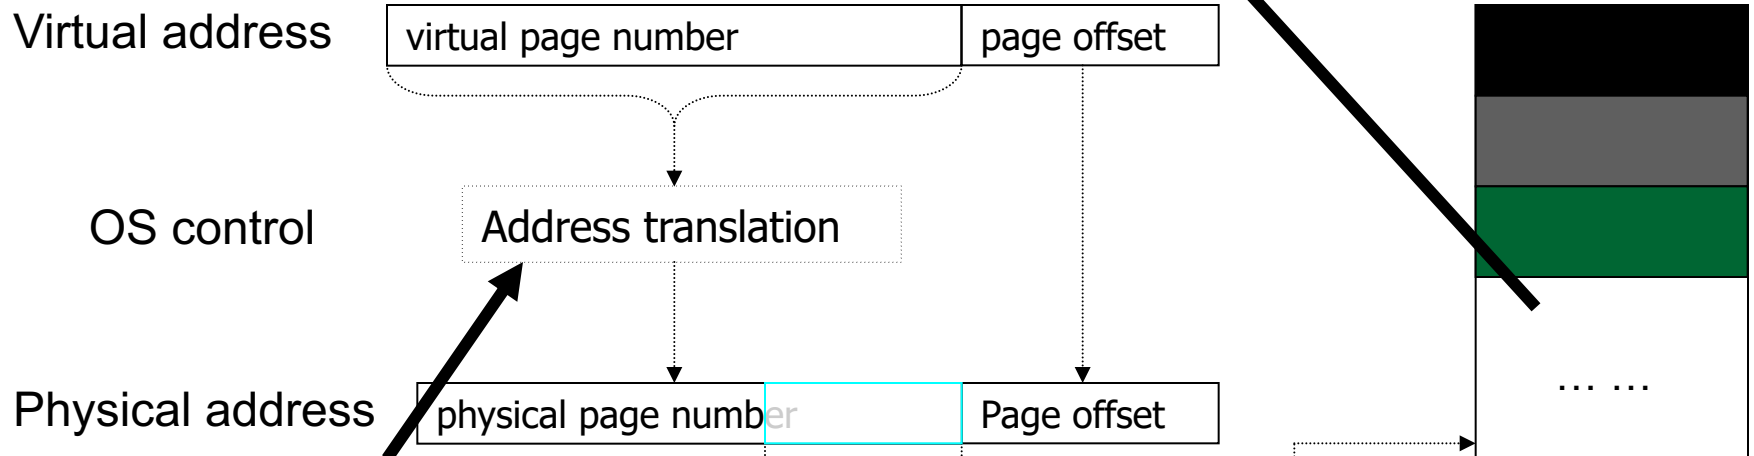 Virtual address
virtual page number
page offset
OS control
Address translation
Physical address
physical page number
Page offset
... ...